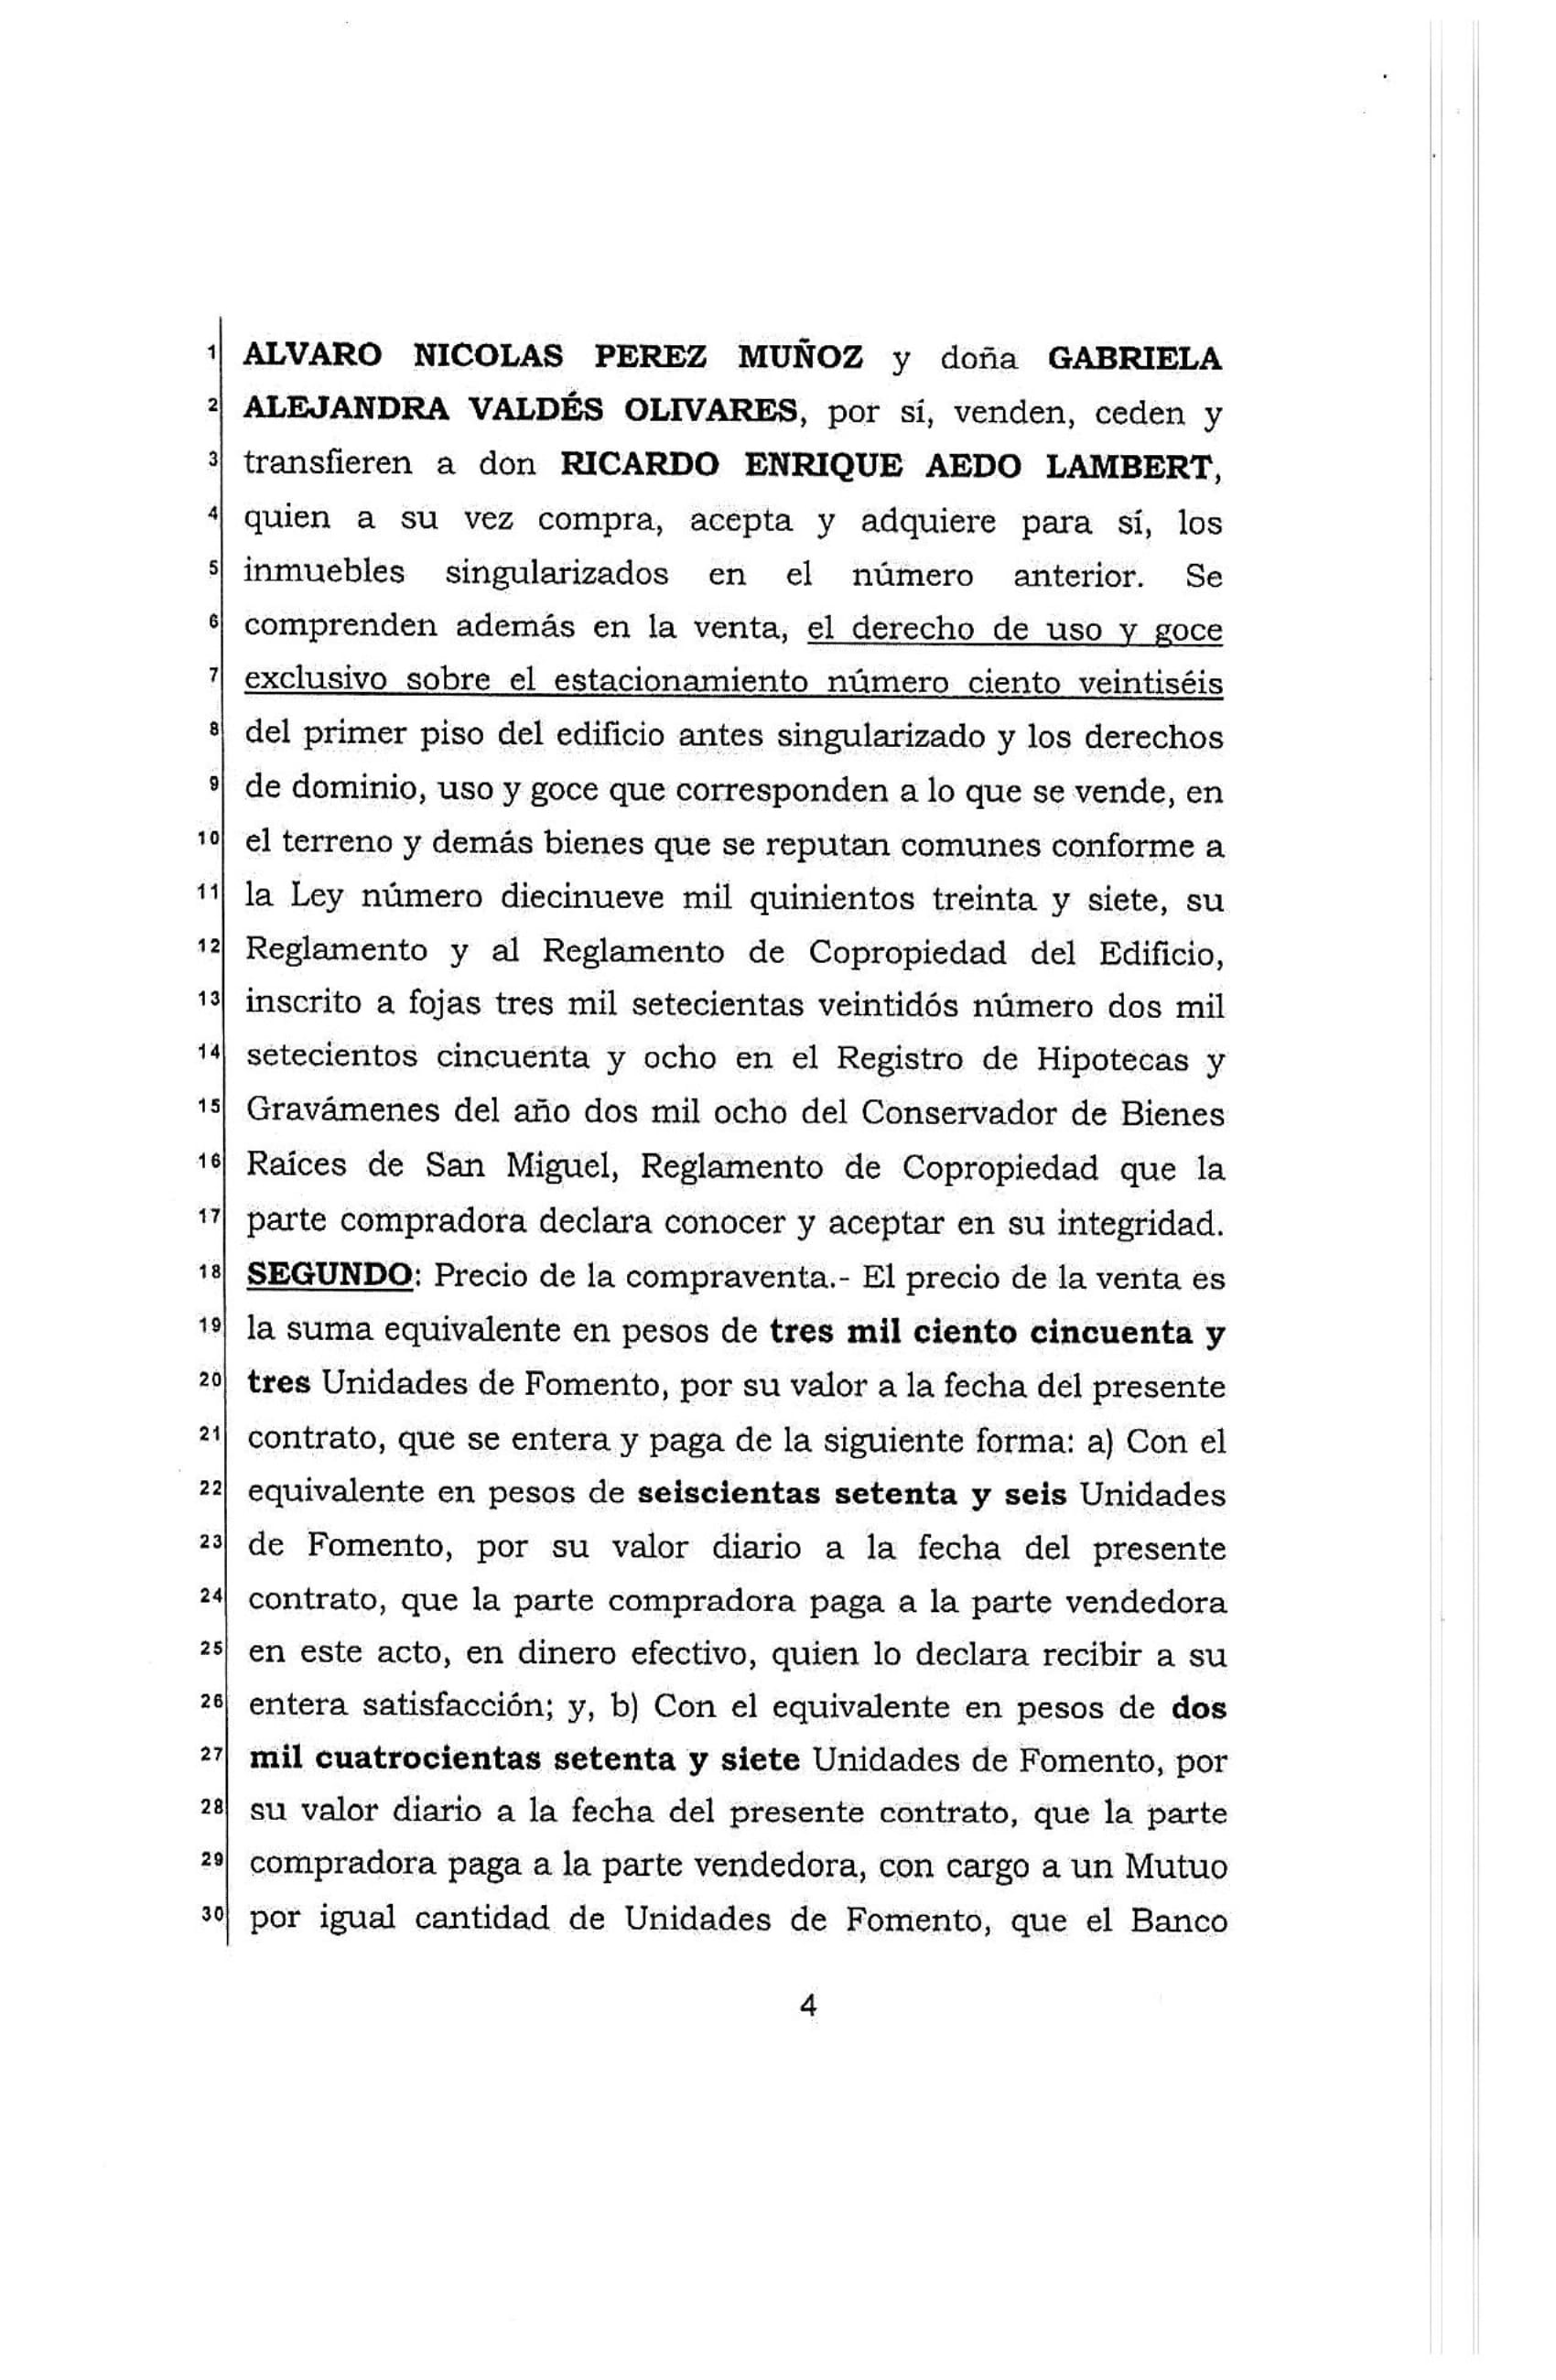 1 ALVARO NICOLAS PEREZ MUÑOZ y doña GABRIELA
2 ALEJANDRA VALDÉS OLIVARES, por sí, venden, ceden y
3 transfieren a don RICARDO ENRIQUE AEDO LAMBERT,
4 quien a su vez compra, acepta y adquiere para sí, los
5 inmuebles singularizados en el número anterior. Se
6 comprenden además en la venta, el derecho de uso y goce
7 exclusivo sobre el estacionamiento número ciento veintiséis
8 del primer piso del edificio antes singularizado y los derechos
9 de dominio, uso y goce que corresponden a lo que se vende, en
10 el terreno y demás bienes que se reputan comunes conforme a
11 la Ley número diecinueve mil quinientos treinta y siete, su
12 Reglamento y al Reglamento de Copropiedad del Edificio,
13 inscrito a fojas tres mil setecientas veintidós número dos mil
14 setecientos cincuenta y ocho en el Registro de Hipotecas y
15 Gravámenes del año dos mil ocho del Conservador de Bienes
16 Raíces de San Miguel, Reglamento de Copropiedad que la
17 parte compradora declara conocer y aceptar en su integridad.
18 SEGUNDO: Precio de la compraventa.- El precio de la venta es
19 la suma equivalente en pesos de tres mil ciento cincuenta y
20 tres Unidades de Fomento, por su valor a la fecha del presente
21 contrato, que se entera y paga de la siguiente forma: a) Con el
22 equivalente en pesos de seiscientas setenta y seis Unidades
23 de Fomento, por su valor diario a la fecha del presente
24 contrato, que la parte compradora paga a la parte vendedora
25 en este acto, en dinero efectivo, quien lo declara recibir a su
26 entera satisfacción; y, b) Con el equivalente en pesos de dos
27 mil cuatrocientas setenta y siete Unidades de Fomento, por
28 su valor diario a la fecha del presente contrato, que la parte
29 compradora paga a la parte vendedora, con cargo a un Mutuo
30 por igual cantidad de Unidades de Fomento, que el Banco
4